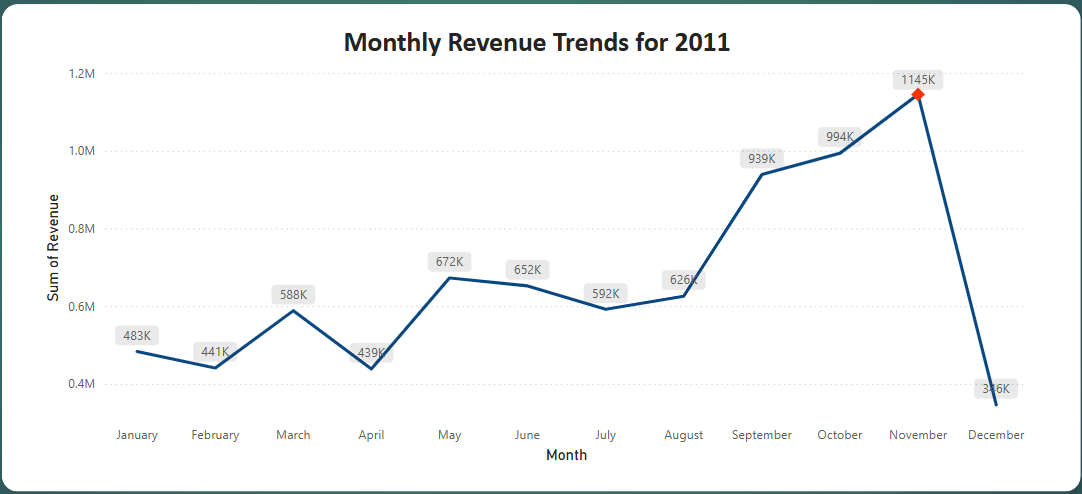 Monthly Revenue Trends for 2011
1.2M
1.0M
0.8M
0.6M
0.4M
Sum of Revenue
483K
441K
588K
439K
672K
652K
592K
626K
939K
994K
1145K
346K
January February March April May June July August September October November December
Month